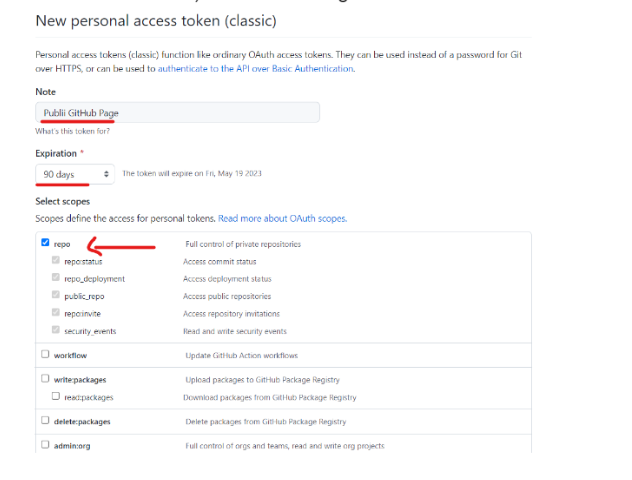 New personal access token (classic)
Personal access tokens (classic) function like ordinary OAuth access tokens. They can be used instead of a password for Git
over HTTPS, or can be used to authenticate to the API over Basic Authentication.
Note
Publii GitHub Page
What's this token for?
Expiration *
90 days The token will expire on Fri, May 19 2023
Select scopes
Scopes define the access for personal tokens. Read more about OAuth scopes.
repo Full control of private repositories
repo:status Access commit status
repo_deployment Access deployment status
public_repo Access public repositories
repo:invite Access repository invitations
security_events Read and write security events
workflow Update GitHub Action workflows
write:packages Upload packages to GitHub Package Registry
read:packages Download packages from GitHub Package Registry
delete:packages Delete packages from GitHub Package Registry
admin:org Full control of orgs and teams, read and write org projects